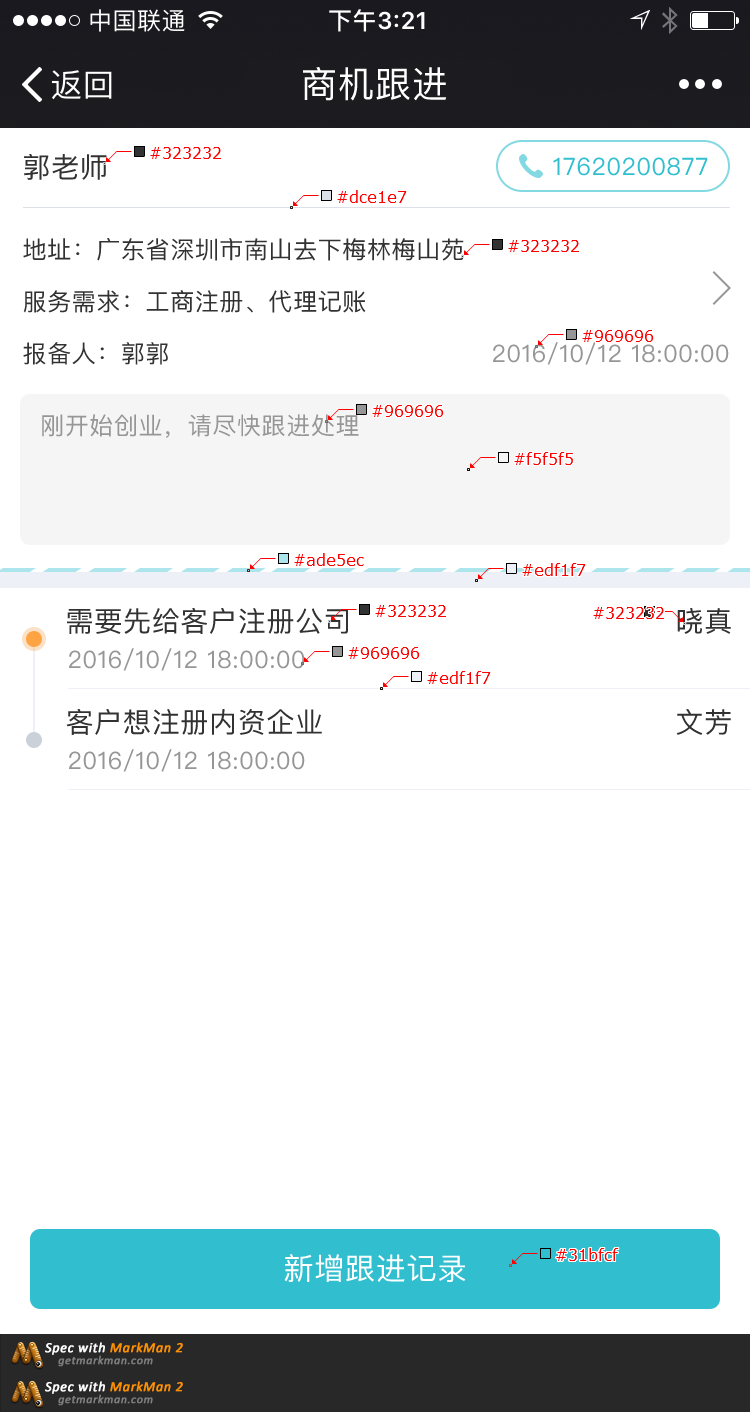 中国联通 下午3:21
返回 商机跟进
郭老师 #323232 17620200877
#dce1e7
地址：广东省深圳市南山去下梅林梅山苑 #323232
服务需求：工商注册、代理记账
#969696
报备人：郭郭 2016/10/12 18:00:00
刚开始创业，请尽快跟进处理 #969696
#f5f5f5
#ade5ec
#edf1f7
需要先给客户注册公司 #323232 #323232 晓真
2016/10/12 18:00:00 #969696
#edf1f7
客户想注册内资企业 文芳
2016/10/12 18:00:00
新增跟进记录 #31bfcf
Spec with MarkMan 2
getmarkman.com
Spec with MarkMan 2
getmarkman.com